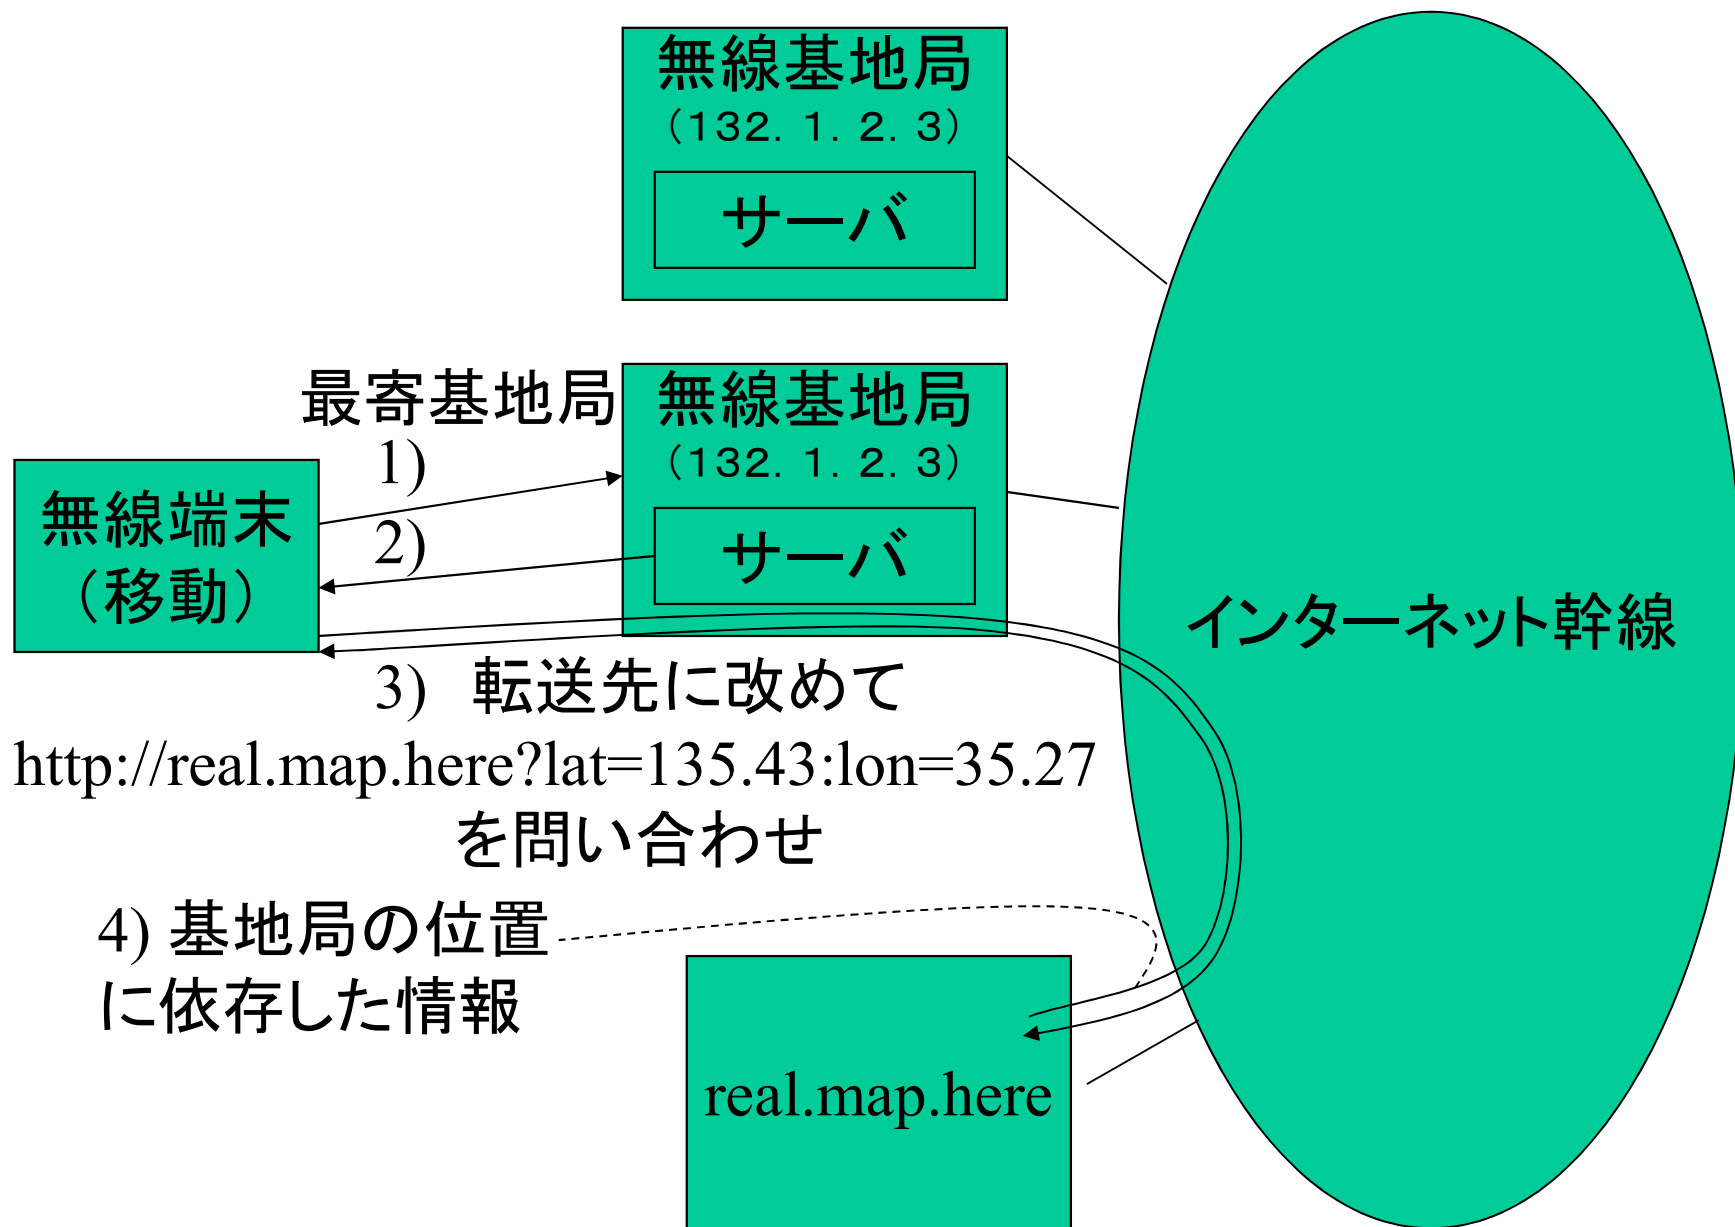 無線基地局
（１３２．１．２．３）
サーバ
最寄基地局
無線基地局
（１３２．１．２．３）
サーバ
1)
2)
無線端末
（移動）
インターネット幹線
3)　転送先に改めて
http://real.map.here?lat=135.43:lon=35.27
を問い合わせ
4) 基地局の位置
に依存した情報
real.map.here